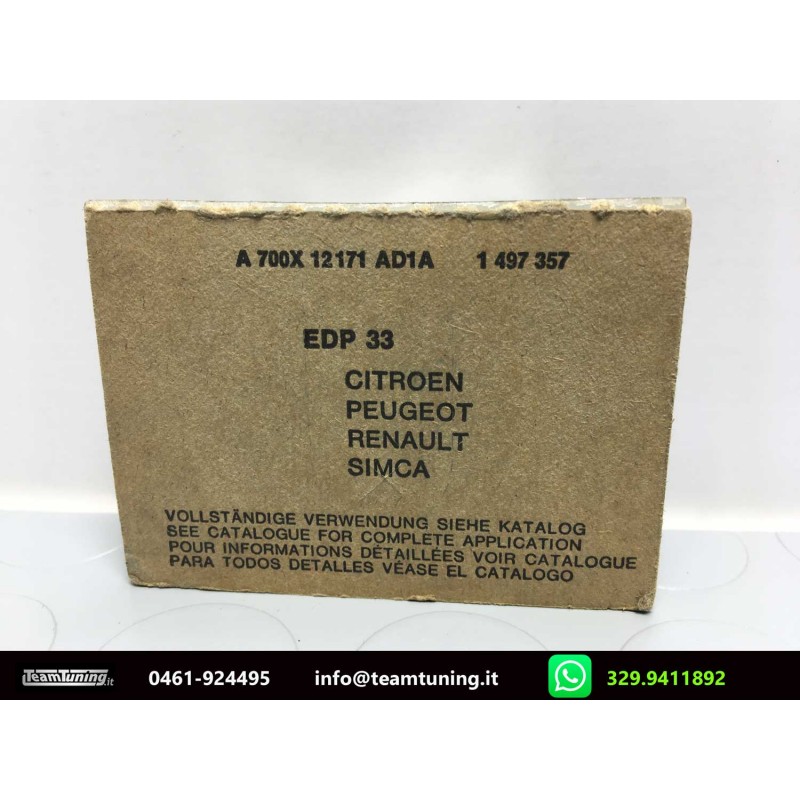 A 700X 12171 AD1A 1 497 357
EDP 33
CITROEN
PEUGEOT
RENAULT
SIMCA
VOLLSTÄNDIGE VERWENDUNG SIEHE KATALOG
SEE CATALOGUE FOR COMPLETE APPLICATION
POUR INFORMATIONS DÉTAILLÉES VOIR CATALOGUE
PARA TODOS DETALLES VÉASE EL CATALOGO
TeamTuning.it 0461-924495 info@teamtuning.it 329.9411892